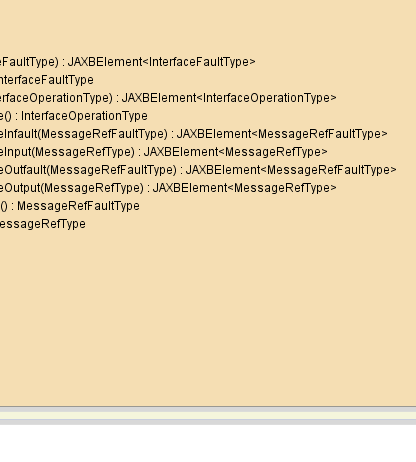 eFaultType) : JAXBElement<InterfaceFaultType>
nterfaceFaultType
erfaceOperationType) : JAXBElement<InterfaceOperationType>
e() : InterfaceOperationType
eInfault(MessageRefFaultType) : JAXBElement<MessageRefFaultType>
eInput(MessageRefType) : JAXBElement<MessageRefType>
eOutfault(MessageRefFaultType) : JAXBElement<MessageRefFaultType>
eOutput(MessageRefType) : JAXBElement<MessageRefType>
() : MessageRefFaultType
essageRefType